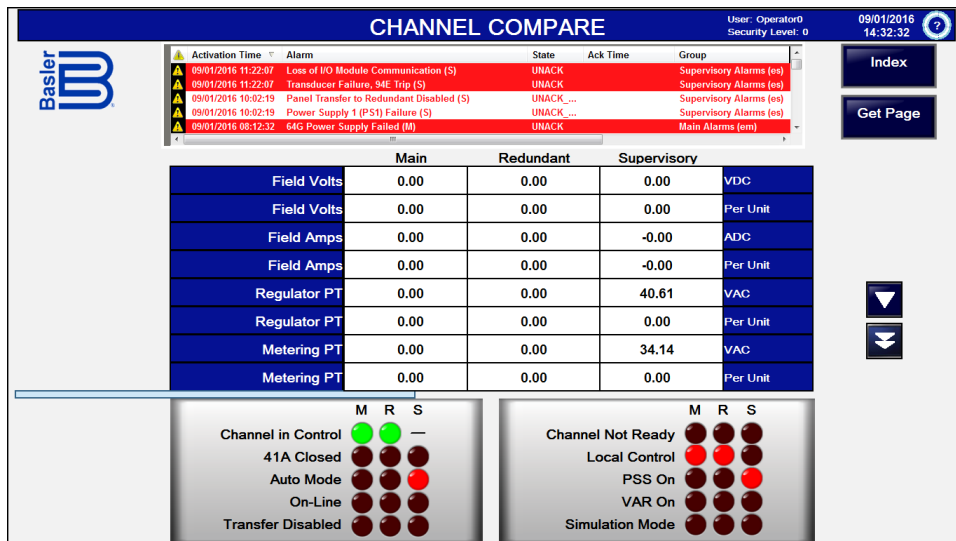 CHANNEL COMPARE
User: Operator0
Security Level: 0
09/01/2016
14:32:32
?
Basler
Activation Time Alarm State Ack Time Group
09/01/2016 11:22:07 Loss of I/O Module Communication (S) UNACK Supervisory Alarms (es)
09/01/2016 11:22:07 Transducer Failure, 94E Trip (S) UNACK Supervisory Alarms (es)
09/01/2016 10:02:19 Panel Transfer to Redundant Disabled (S) UNACK_... Supervisory Alarms (es)
09/01/2016 10:02:19 Power Supply 1 (PS1) Failure (S) UNACK_... Supervisory Alarms (es)
09/01/2016 08:12:32 64G Power Supply Failed (M) UNACK Main Alarms (em)
Index
Get Page
Main Redundant Supervisory
Field Volts 0.00 0.00 0.00 VDC
Field Volts 0.00 0.00 0.00 Per Unit
Field Amps 0.00 0.00 -0.00 ADC
Field Amps 0.00 0.00 -0.00 Per Unit
Regulator PT 0.00 0.00 40.61 VAC
Regulator PT 0.00 0.00 0.00 Per Unit
Metering PT 0.00 0.00 34.14 VAC
Metering PT 0.00 0.00 0.00 Per Unit
M R S
Channel in Control —
41A Closed
Auto Mode
On-Line
Transfer Disabled
M R S
Channel Not Ready
Local Control
PSS On
VAR On
Simulation Mode